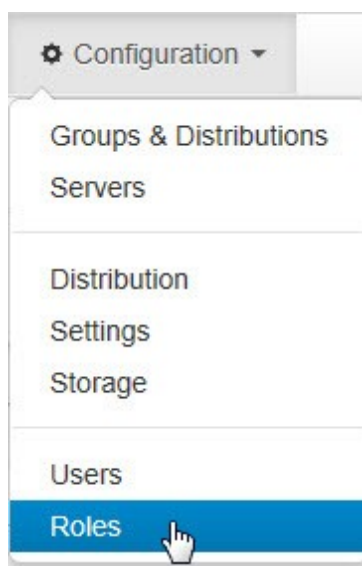 Configuration
Groups & Distributions
Servers
Distribution
Settings
Storage
Users
Roles